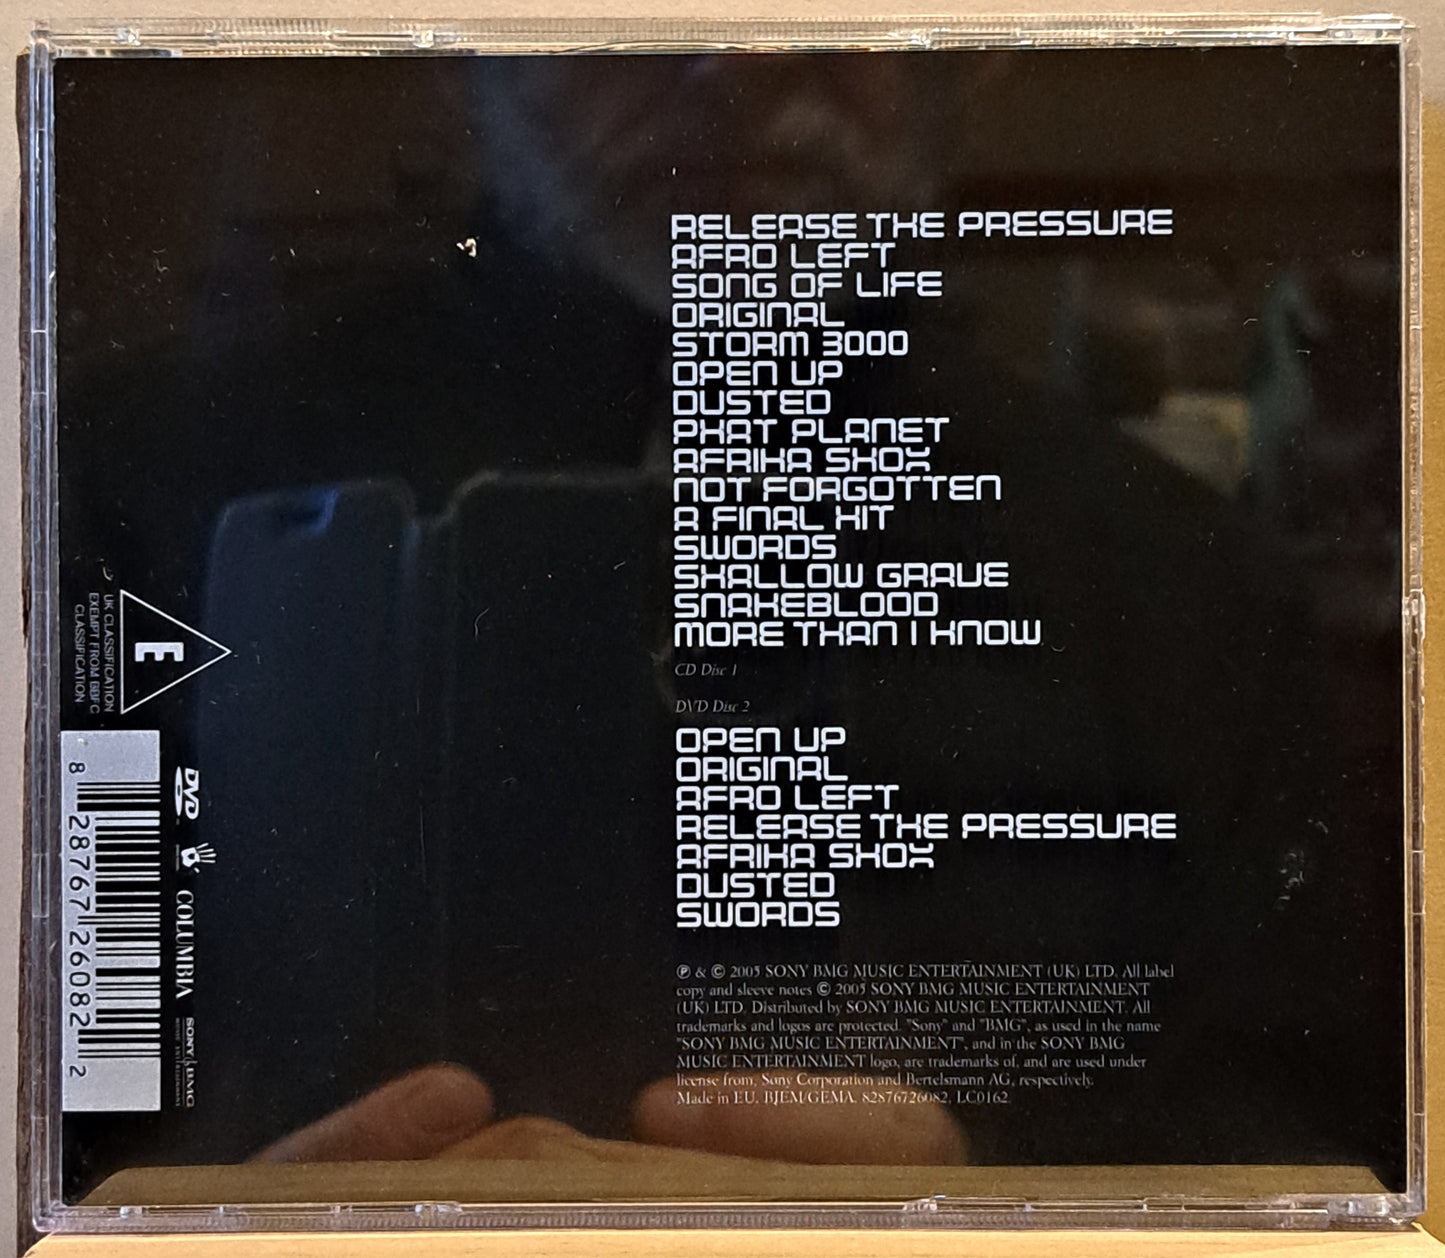 RELEASE THE PRESSURE
AFRO LEFT
SONG OF LIFE
ORIGINAL
STORM 3000
OPEN UP
DUSTED
PHAT PLANET
AFRIKA SHOX
NOT FORGOTTEN
A FINAL HIT
SWORDS
SHALLOW GRAVE
SNAKEBLOOD
MORE THAN I KNOW
CD Disc 1
DVD Disc 2
OPEN UP
ORIGINAL
AFRO LEFT
RELEASE THE PRESSURE
AFRIKA SHOX
DUSTED
SWORDS
℗ & © 2005 SONY BMG MUSIC ENTERTAINMENT (UK) LTD. All label
copy and sleeve notes © 2005 SONY BMG MUSIC ENTERTAINMENT
(UK) LTD. Distributed by SONY BMG MUSIC ENTERTAINMENT. All
trademarks and logos are protected. "Sony" and "BMG", as used in the name
"SONY BMG MUSIC ENTERTAINMENT", and in the SONY BMG
MUSIC ENTERTAINMENT logo, are trademarks of, and are used under
license from, Sony Corporation and Bertelsmann AG, respectively.
Made in EU. BJEM/GEMA. 82876726082. LC0162.
E
UK CLASSIFICATION
EXEMPT FROM BBFC
CLASSIFICATION
DVD
COLUMBIA
SONY BMG
MUSIC ENTERTAINMENT
8 28767 26082 2